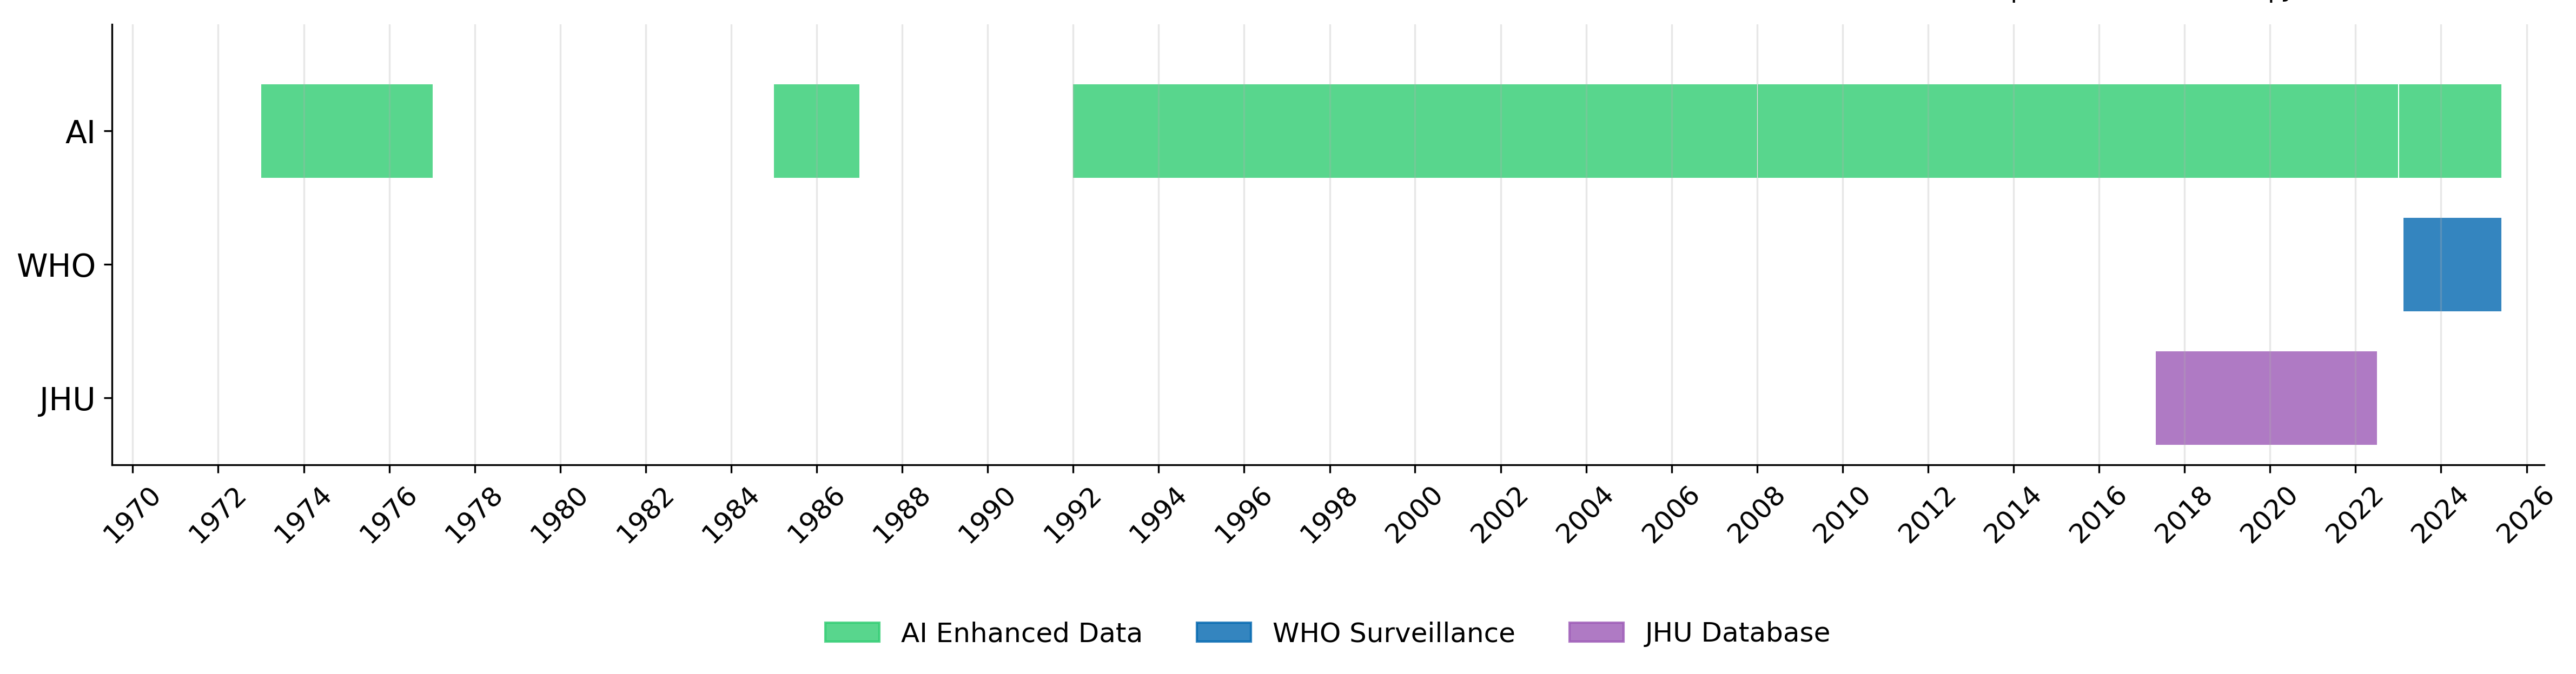 AI
WHO
JHU
1970 1972 1974 1976 1978 1980 1982 1984 1986 1988 1990 1992 1994 1996 1998 2000 2002 2004 2006 2008 2010 2012 2014 2016 2018 2020 2022 2024 2026
AI Enhanced Data WHO Surveillance JHU Database